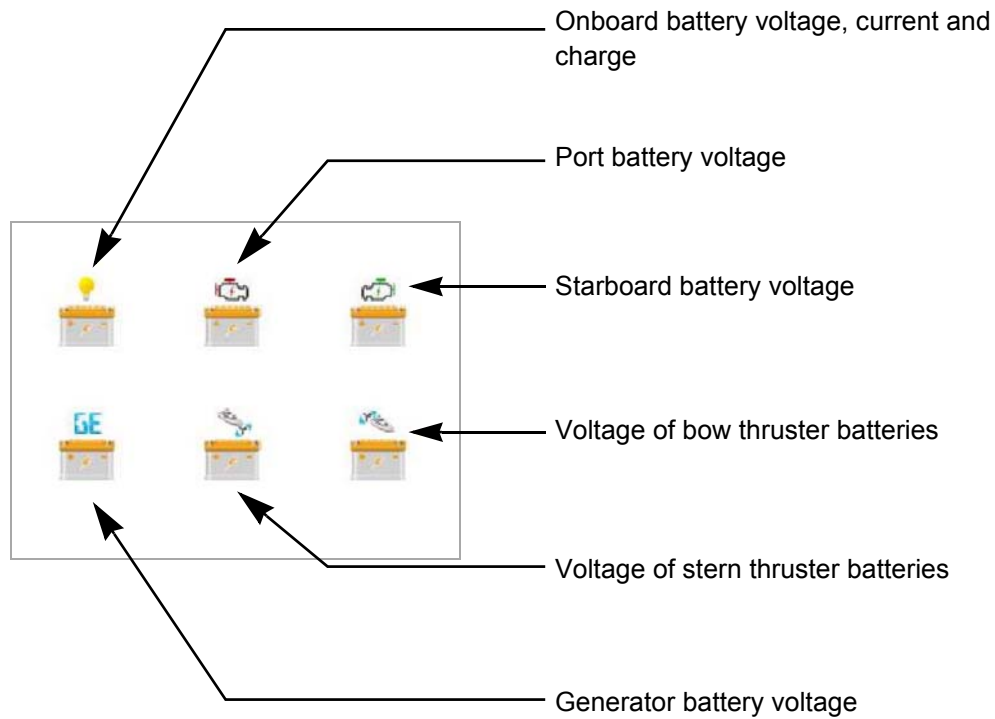 Onboard battery voltage, current and
charge
Port battery voltage
Starboard battery voltage
GE
Voltage of bow thruster batteries
Voltage of stern thruster batteries
Generator battery voltage